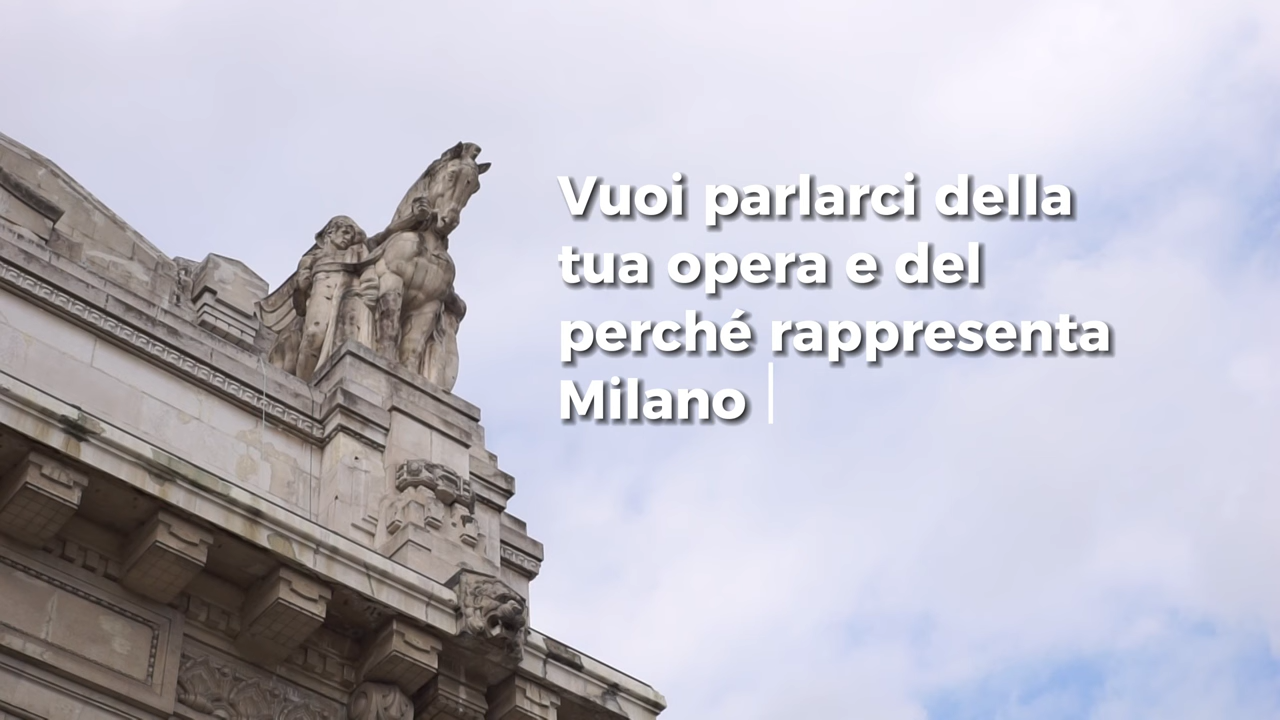 Vuoi parlarci della
tua opera e del
perché rappresenta
Milano